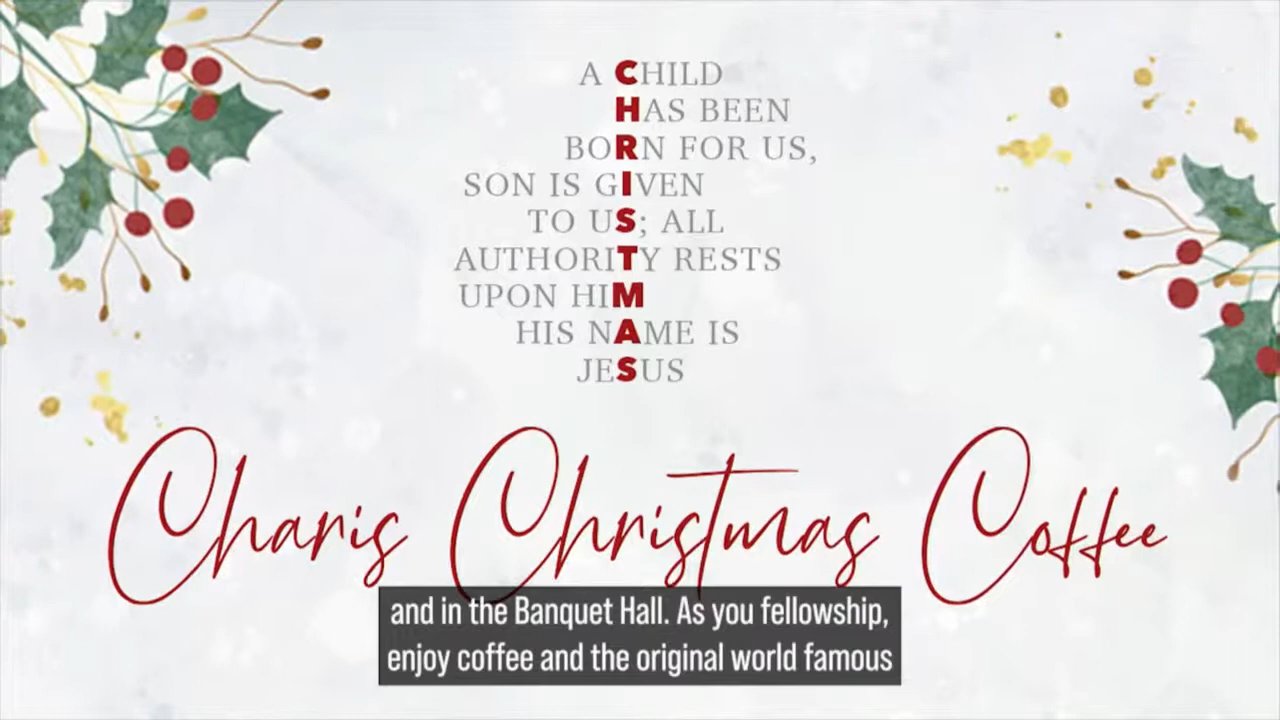 A CHILD
HAS BEEN
BORN FOR US,
SON IS GIVEN
TO US; ALL
AUTHORITY RESTS
UPON HIM
HIS NAME IS
JESUS
Charis Christmas Coffee
and in the Banquet Hall. As you fellowship,
enjoy coffee and the original world famous